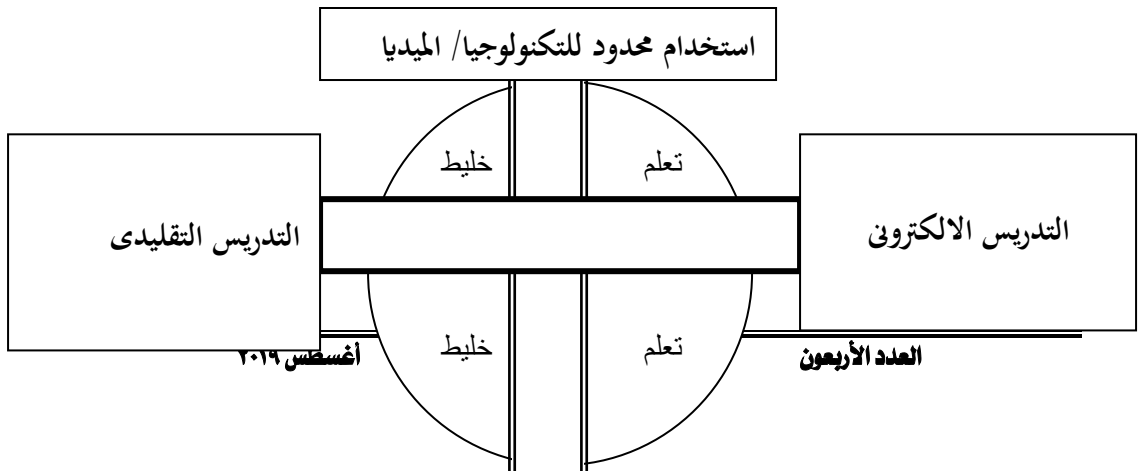 استخدام محدود للتكنولوجيا/ الميديا
تعلم
خليط
التدريس الالكترونى
التدريس التقليدى
تعلم
خليط
العدد الأربعون
أغسطس ٢٠١٩